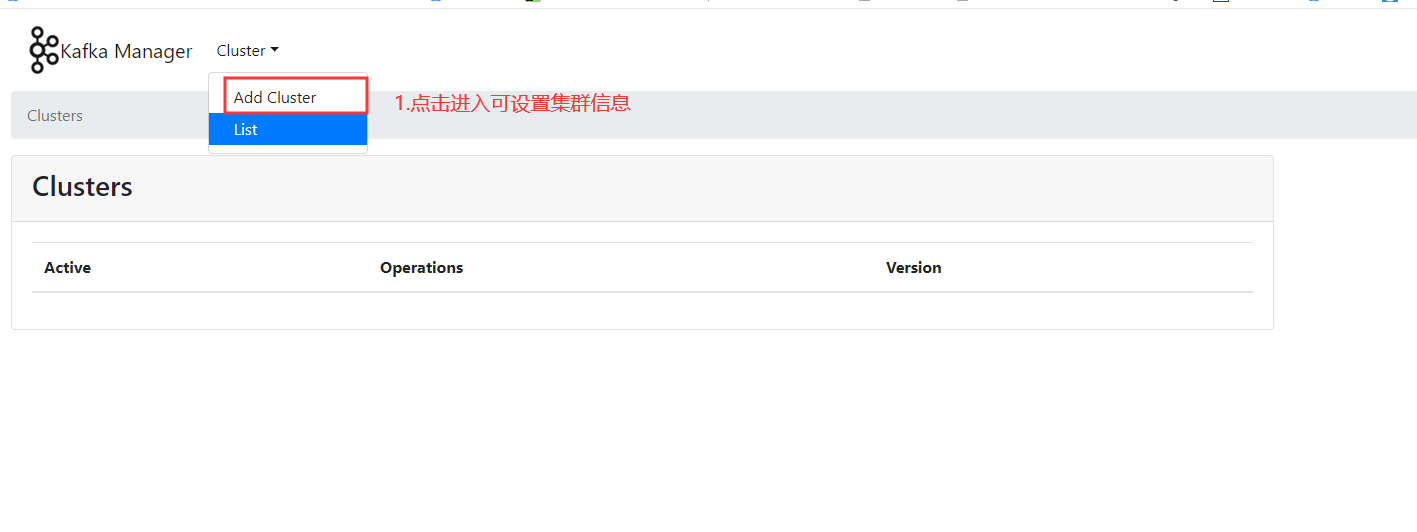 Kafka Manager Cluster
Add Cluster
1.点击进入可设置集群信息
Clusters
List
Clusters
Active Operations Version